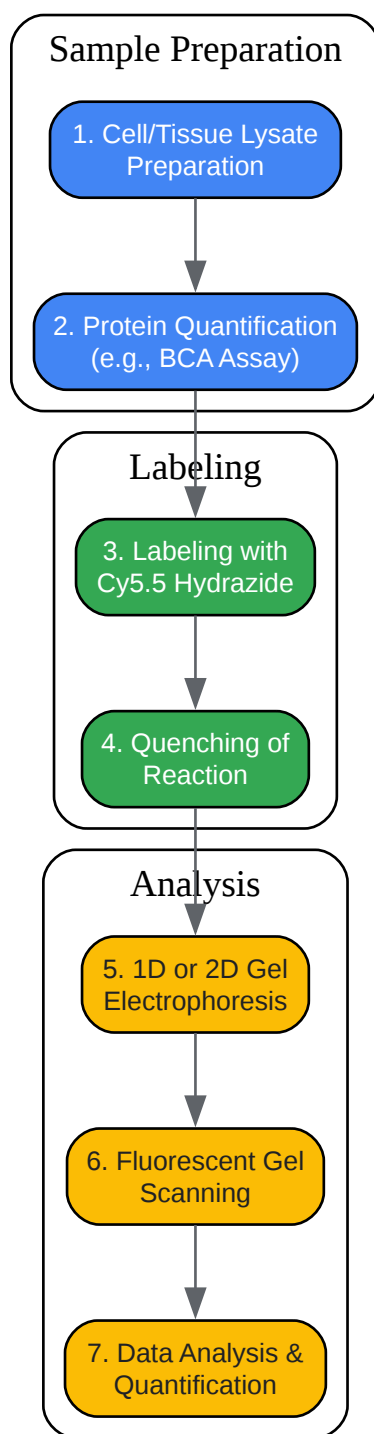 Sample Preparation
1. Cell/Tissue Lysate
Preparation
2. Protein Quantification
(e.g., BCA Assay)
Labeling
3. Labeling with
Cy5.5 Hydrazide
4. Quenching of
Reaction
Analysis
5. 1D or 2D Gel
Electrophoresis
6. Fluorescent Gel
Scanning
7. Data Analysis &
Quantification